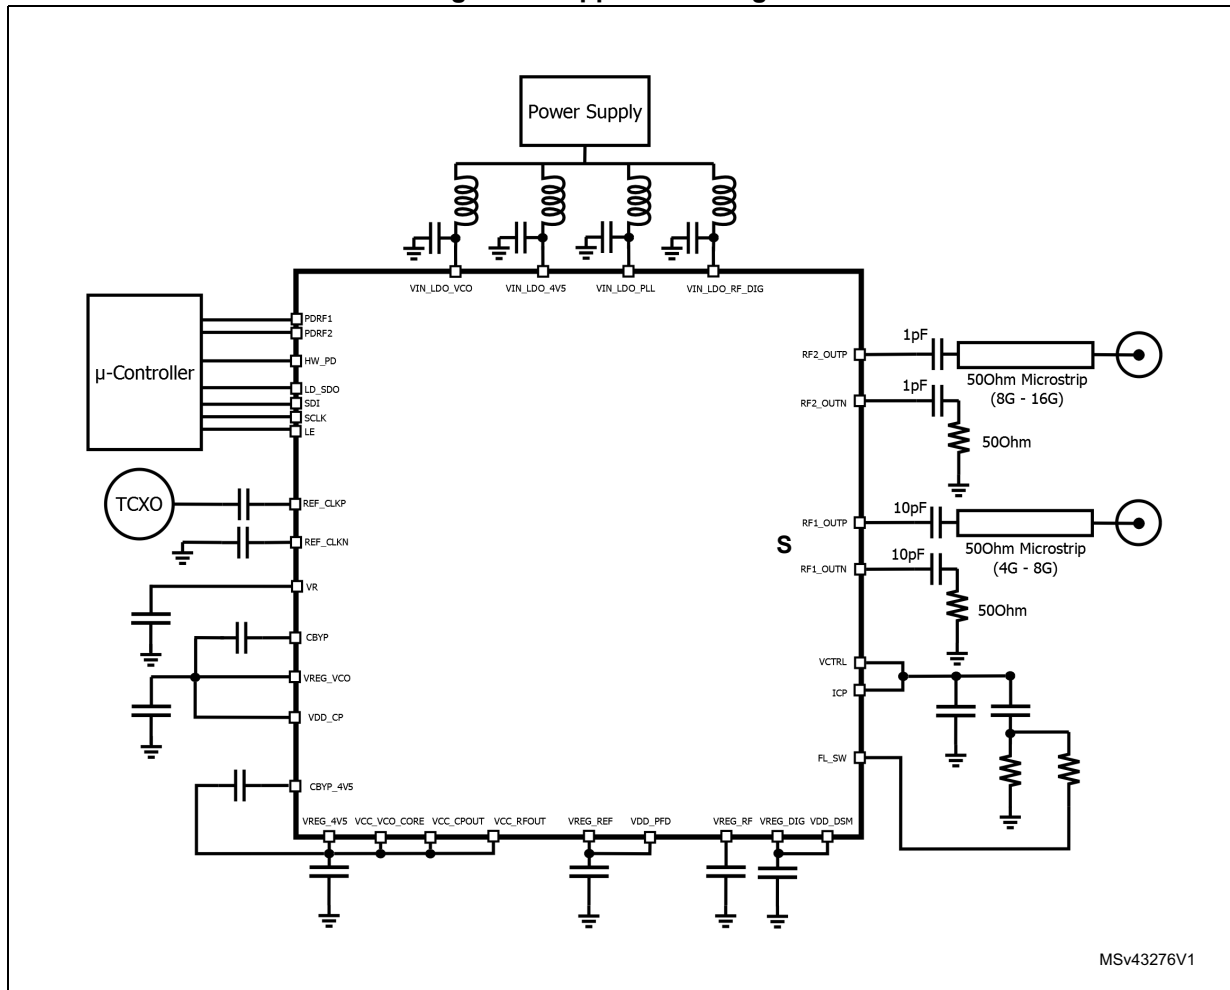 Power Supply
VIN_LDO_VCO
VIN_LDO_4V5
VIN_LDO_PLL
VIN_LDO_RF_DIG
µ-Controller
PDRF1
PDRF2
HW_PD
LD_SDO
SDI
SCLK
LE
TCXO
REF_CLKP
REF_CLKN
VR
CBYP
VREG_VCO
VDD_CP
CBYP_4V5
VREG_4V5
VCC_VCO_CORE
VCC_CPOUT
VCC_RFOUT
VREG_REF
VDD_PFD
VREG_RF
VREG_DIG
VDD_DSM
RF2_OUTP
1pF
50Ohm Microstrip
(8G - 16G)
RF2_OUTN
1pF
50Ohm
RF1_OUTP
10pF
50Ohm Microstrip
(4G - 8G)
S
RF1_OUTN
10pF
50Ohm
VCTRL
ICP
FL_SW
MSv43276V1